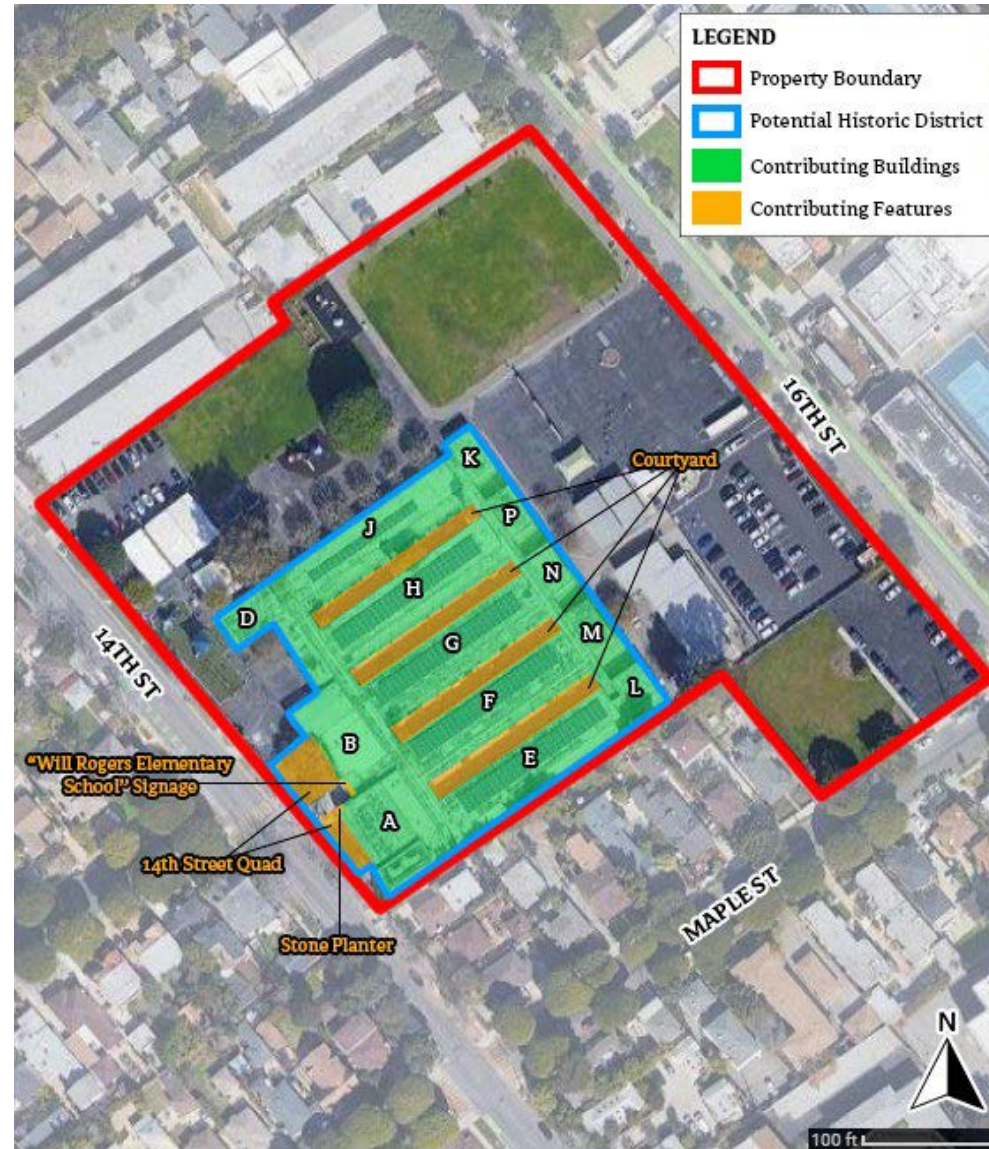 LEGEND
Property Boundary
Potential Historic District
Contributing Buildings
Contributing Features
16TH ST
Courtyard
K
P
J
N
H
D
M
G
L
F
14TH ST
B
E
"Will Rogers Elementary
School" Signage
A
14th Street Quad
MAPLE ST
Stone Planter
N
100 ft